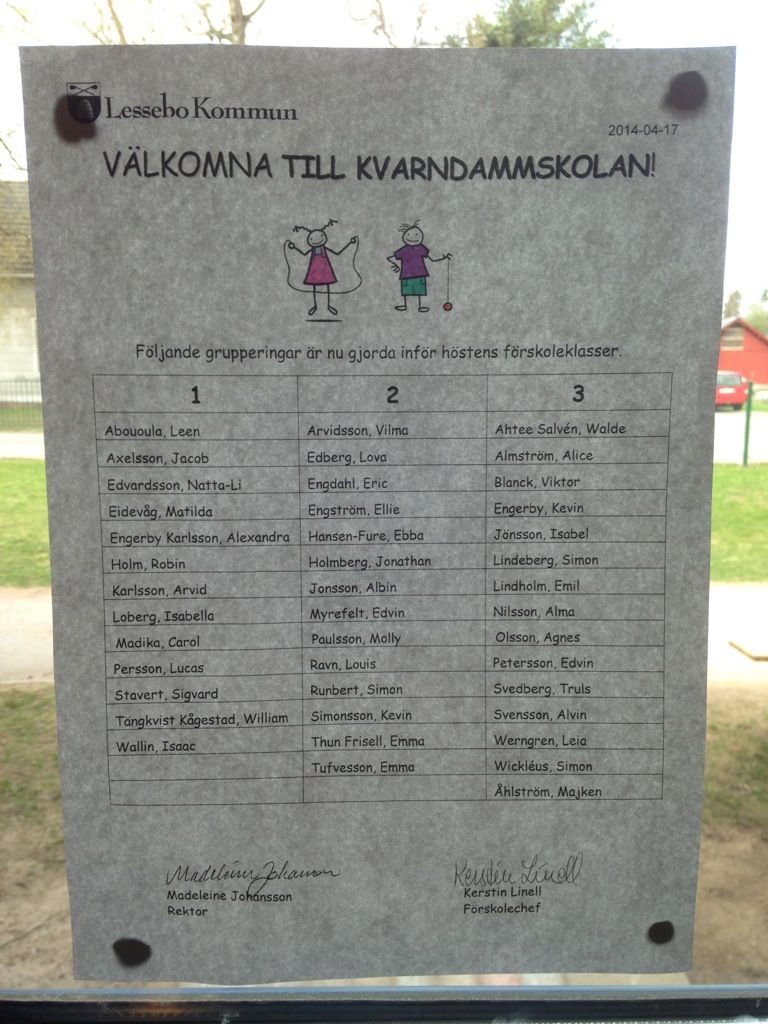 Lessebo Kommun
2014-04-17
VÄLKOMNA TILL KVARNDAMMSKOLAN!
Följande grupperingar är nu gjorda inför höstens förskoleklasser.
1 2 3
Abououla, Leen Arvidsson, Vilma Ahtee Salvén, Walde
Axelsson, Jacob Edberg, Lova Almström, Alice
Edvardsson, Natta-Li Engdahl, Eric Blanck, Viktor
Eidevåg, Matilda Engström, Ellie Engerby, Kevin
Engerby Karlsson, Alexandra Hansen-Fure, Ebba Jönsson, Isabel
Holm, Robin Holmberg, Jonathan Lindeberg, Simon
Karlsson, Arvid Jonsson, Albin Lindholm, Emil
Loberg, Isabella Myrefelt, Edvin Nilsson, Alma
Madika, Carol Paulsson, Molly Olsson, Agnes
Persson, Lucas Ravn, Louis Petersson, Edvin
Stavert, Sigvard Runbert, Simon Svedberg, Truls
Tängkvist Kågestad, William Simonsson, Kevin Svensson, Alvin
Wallin, Isaac Thun Frisell, Emma Werngren, Leia
Tufvesson, Emma Wickléus, Simon
Åhlström, Majken
Madeleine Johansson Kerstin Linell
Madeleine Johansson Kerstin Linell
Rektor Förskolechef